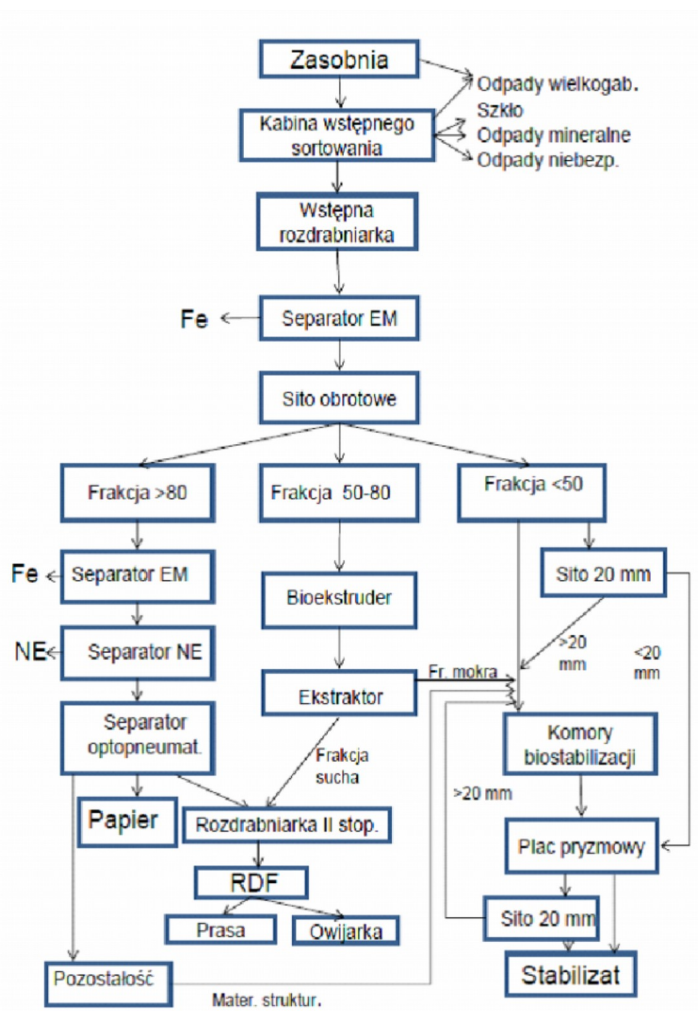 Zasobnia
Odpady wielkogab.
Szkło
Kabina wstępnego
sortowania
Odpady mineralne
Odpady niebezp.
Wstępna
rozdrabniarka
Fe
Separator EM
Sito obrotowe
Frakcja >80
Frakcja 50-80
Frakcja <50
Fe
Separator EM
Bioekstruder
Sito 20 mm
NE
Separator NE
>20
mm
<20
mm
Fr. mokra
Ekstraktor
Separator
optopneumat.
Komory
biostabilizacji
Frakcja
sucha
>20 mm
Papier
Rozdrabniarka II stop.
Plac pryzmowy
RDF
Prasa
Owijarka
Sito 20 mm
Pozostałość
Stabilizat
Mater. struktur.